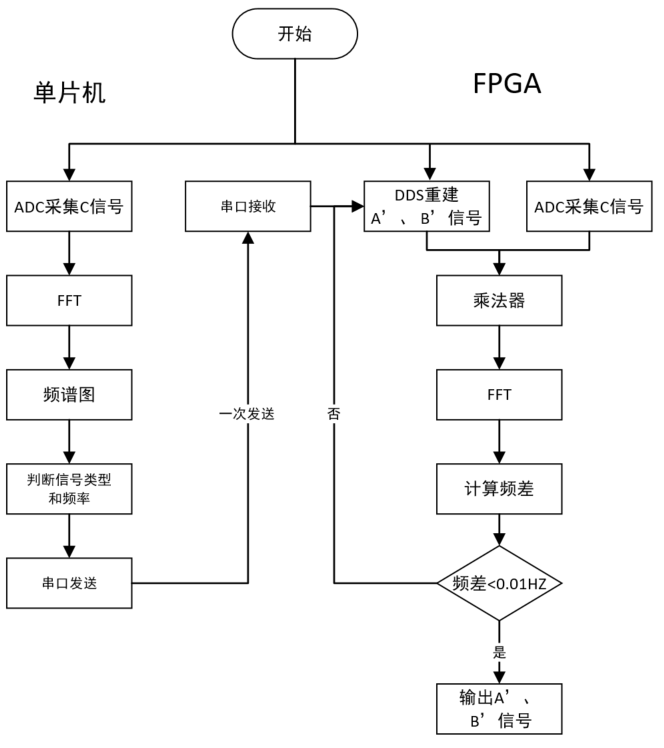 开始
单片机
FPGA
ADC采集C信号
串口接收
DDS重建
A’、B’信号
ADC采集C信号
FFT
乘法器
频谱图
一次发送
否
FFT
判断信号类型
和频率
计算频差
串口发送
频差<0.01HZ
是
输出A’、
B’信号